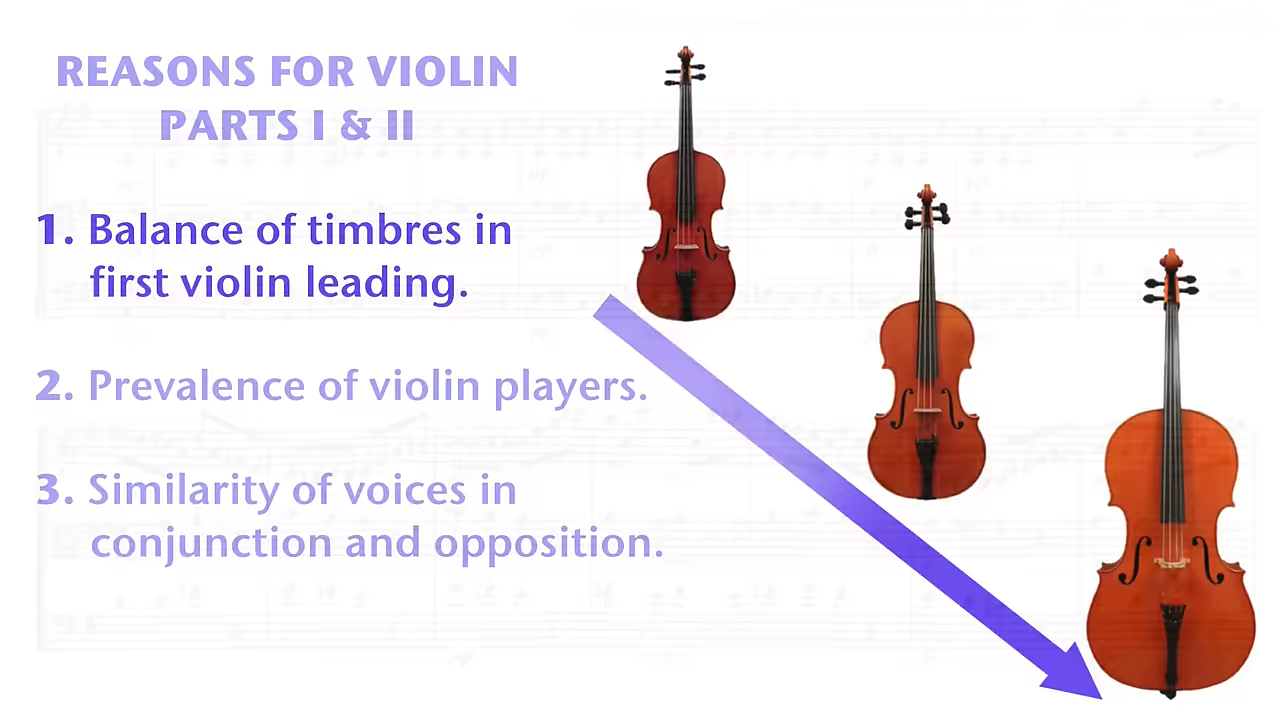 REASONS FOR VIOLIN
PARTS I & II
1. Balance of timbres in
first violin leading.
2. Prevalence of violin players.
3. Similarity of voices in
conjunction and opposition.